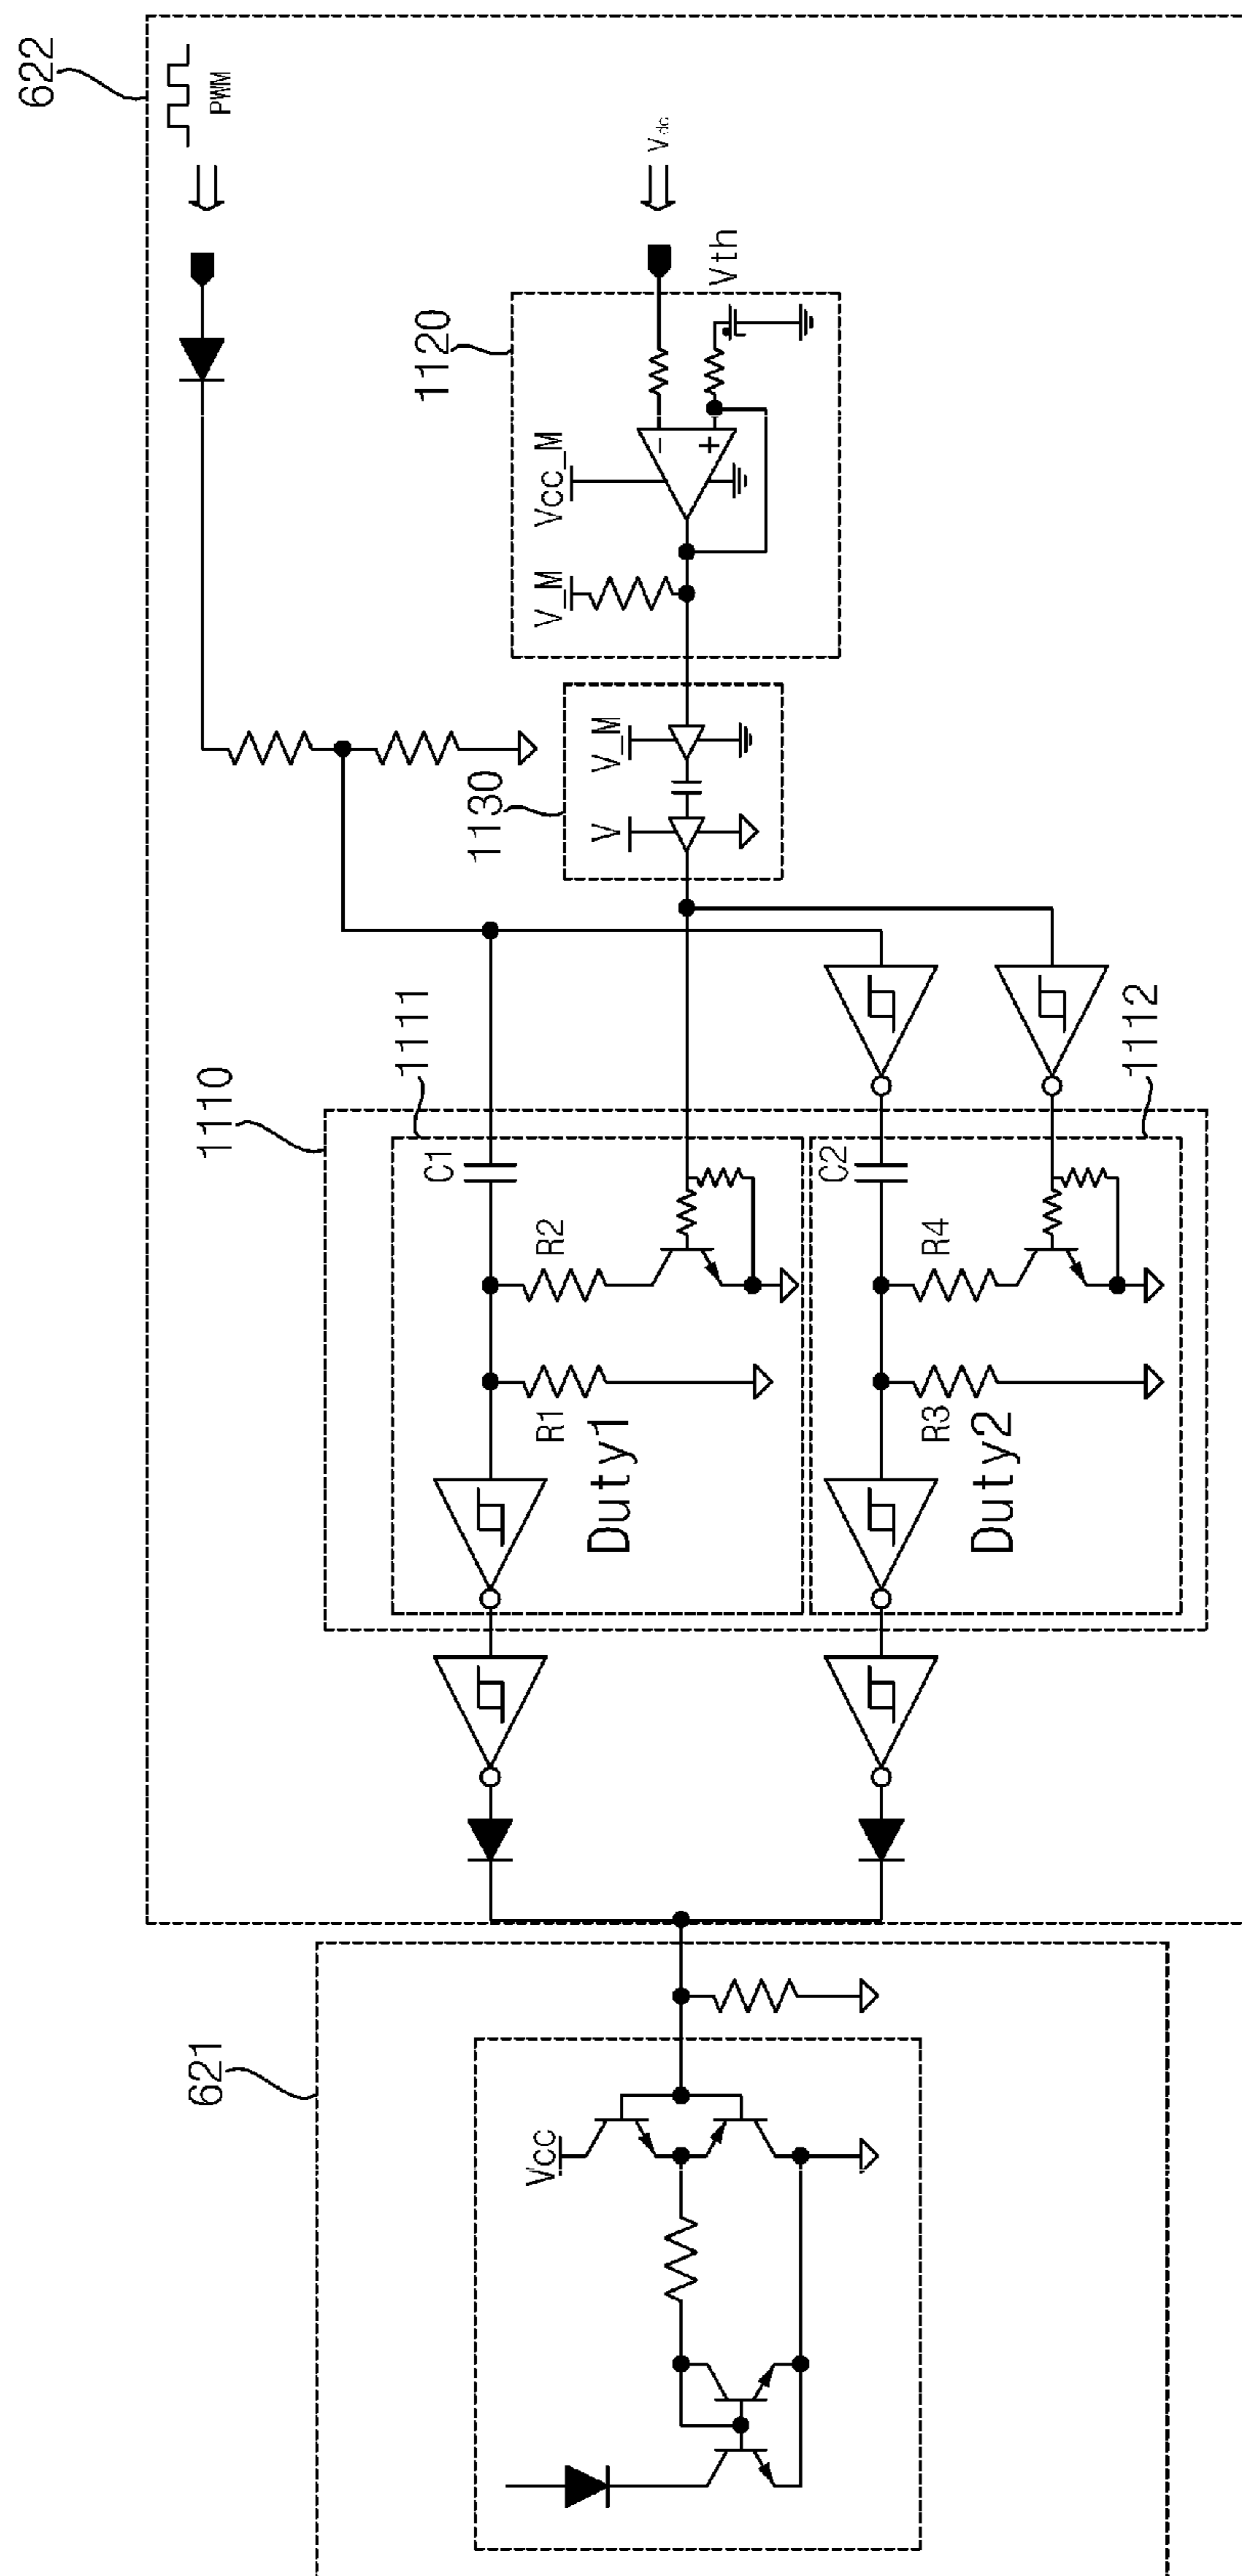 622
PWM
Vdc
Vth
1120
Vcc_M
V_M
V_M
1130
V
1110
1111
1112
C1
C2
R2
R4
R1
R3
Duty1
Duty2
621
Vcc